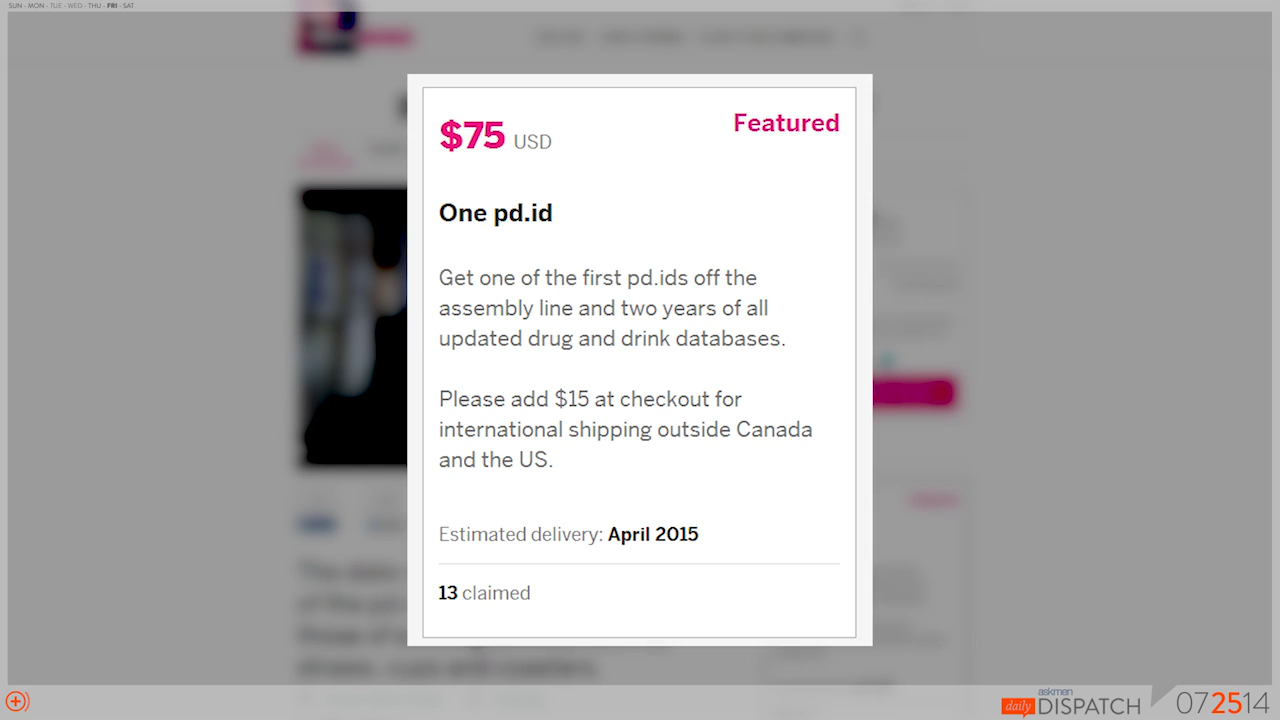 SUN - MON - TUE - WED - THU - FRI - SAT
$75 USD
Featured
One pd.id
Get one of the first pd.ids off the
assembly line and two years of all
updated drug and drink databases.
Please add $15 at checkout for
international shipping outside Canada
and the US.
Estimated delivery: April 2015
13 claimed
askmen
daily DISPATCH
072514